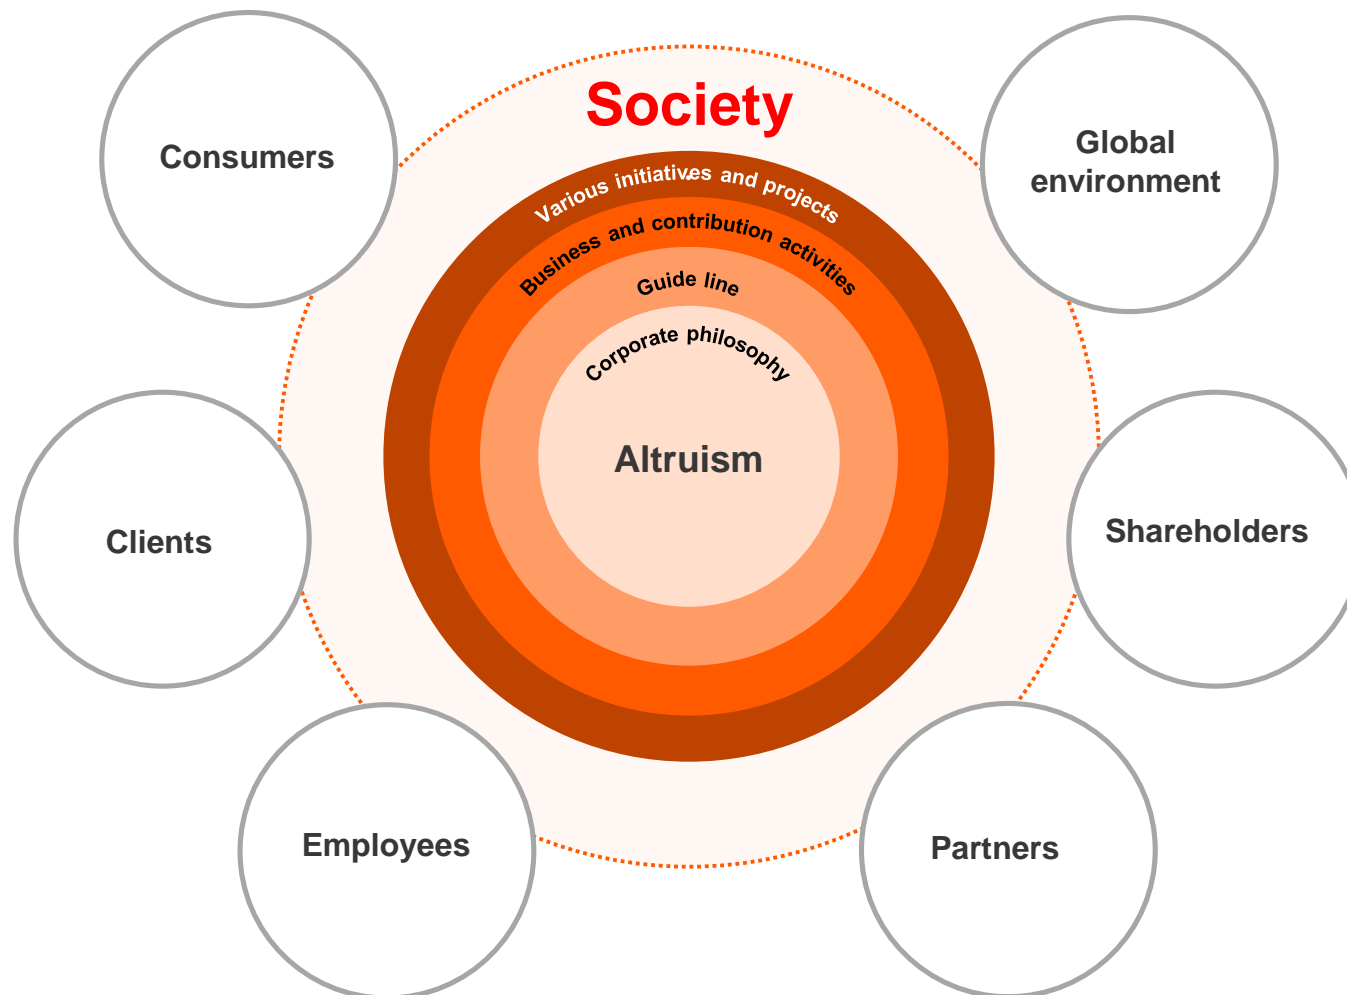 Society
Consumers
Global
environment
Various initiatives and projects
Business and contribution activities
Guide line
Corporate philosophy
Altruism
Clients
Shareholders
Employees
Partners